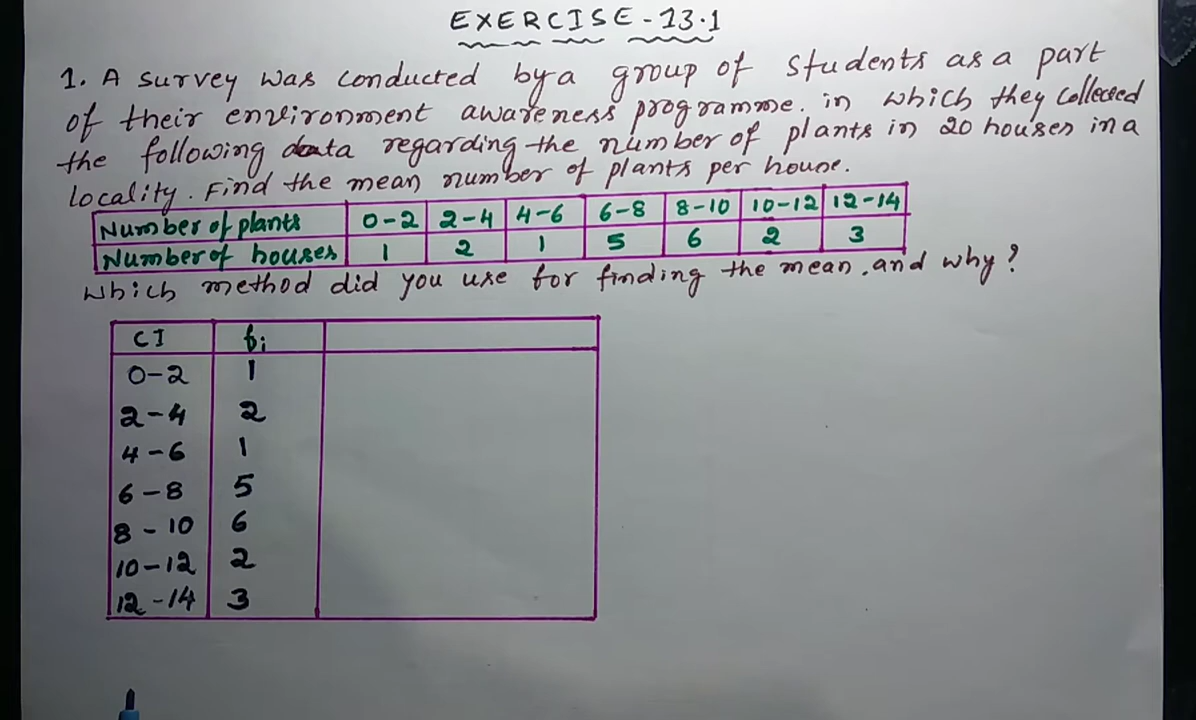 EXERCISE - 13.1
1. A survey was conducted by a group of students as a part
of their environment awareness programme. in which they collected
the following data regarding the number of plants in 20 houses in a
locality. Find the mean number of plants per house.
Number of plants 0-2 2-4 4-6 6-8 8-10 10-12 12-14
Number of houses 1 2 1 5 6 2 3
Which method did you use for finding the mean, and why?
CI fi
0-2 1
2-4 2
4-6 1
6-8 5
8-10 6
10-12 2
12-14 3